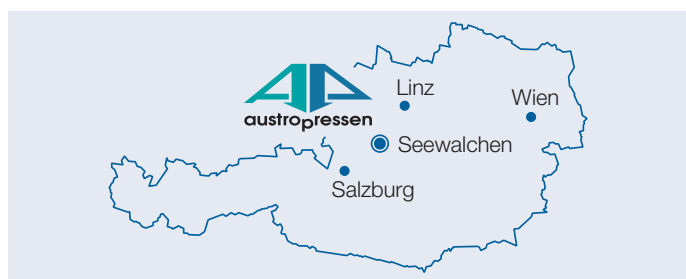 Linz
Wien
austropressen
Seewalchen
Salzburg